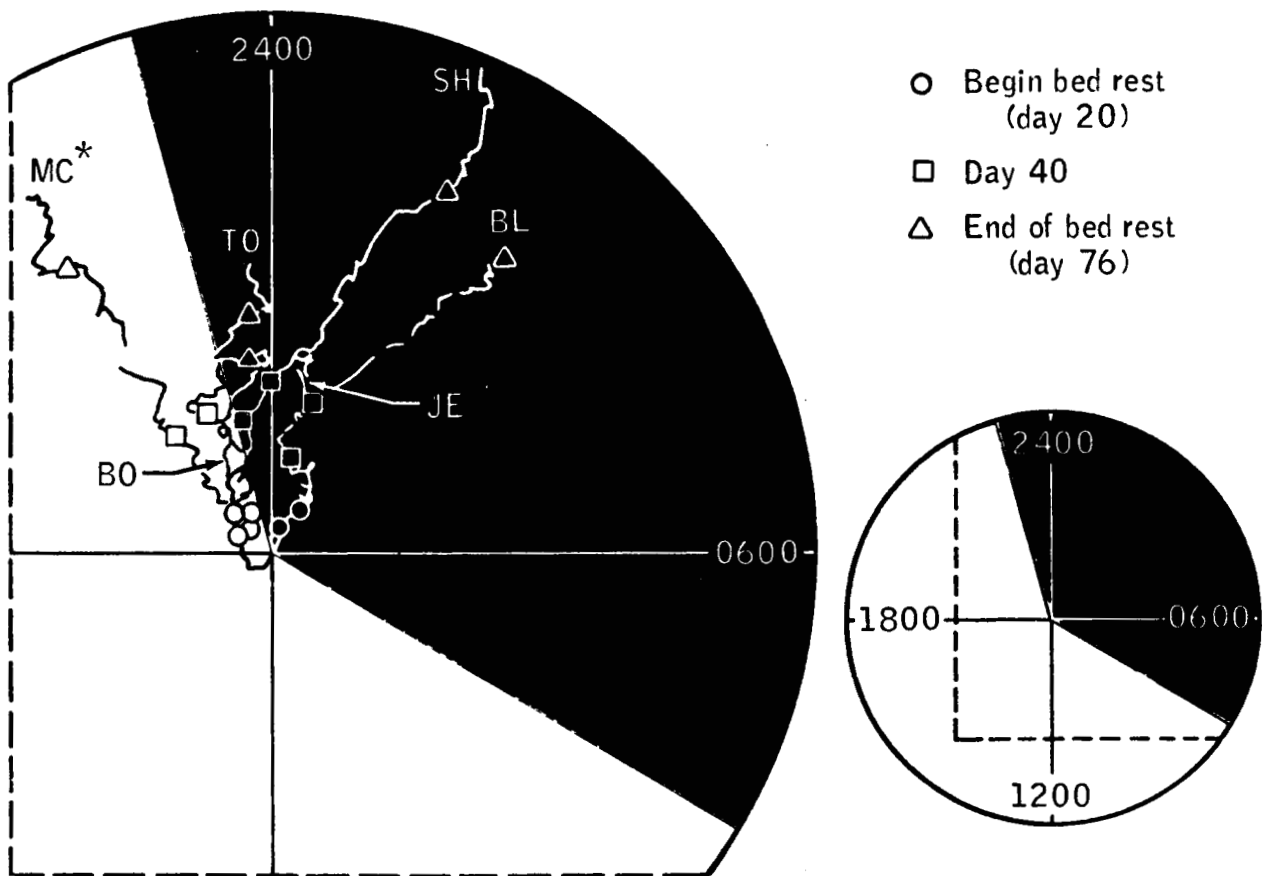 2400
SH
MC*
TO
BL
JE
BO
0600
Begin bed rest
(day 20)
Day 40
End of bed rest
(day 76)
2400
1800
0600
1200